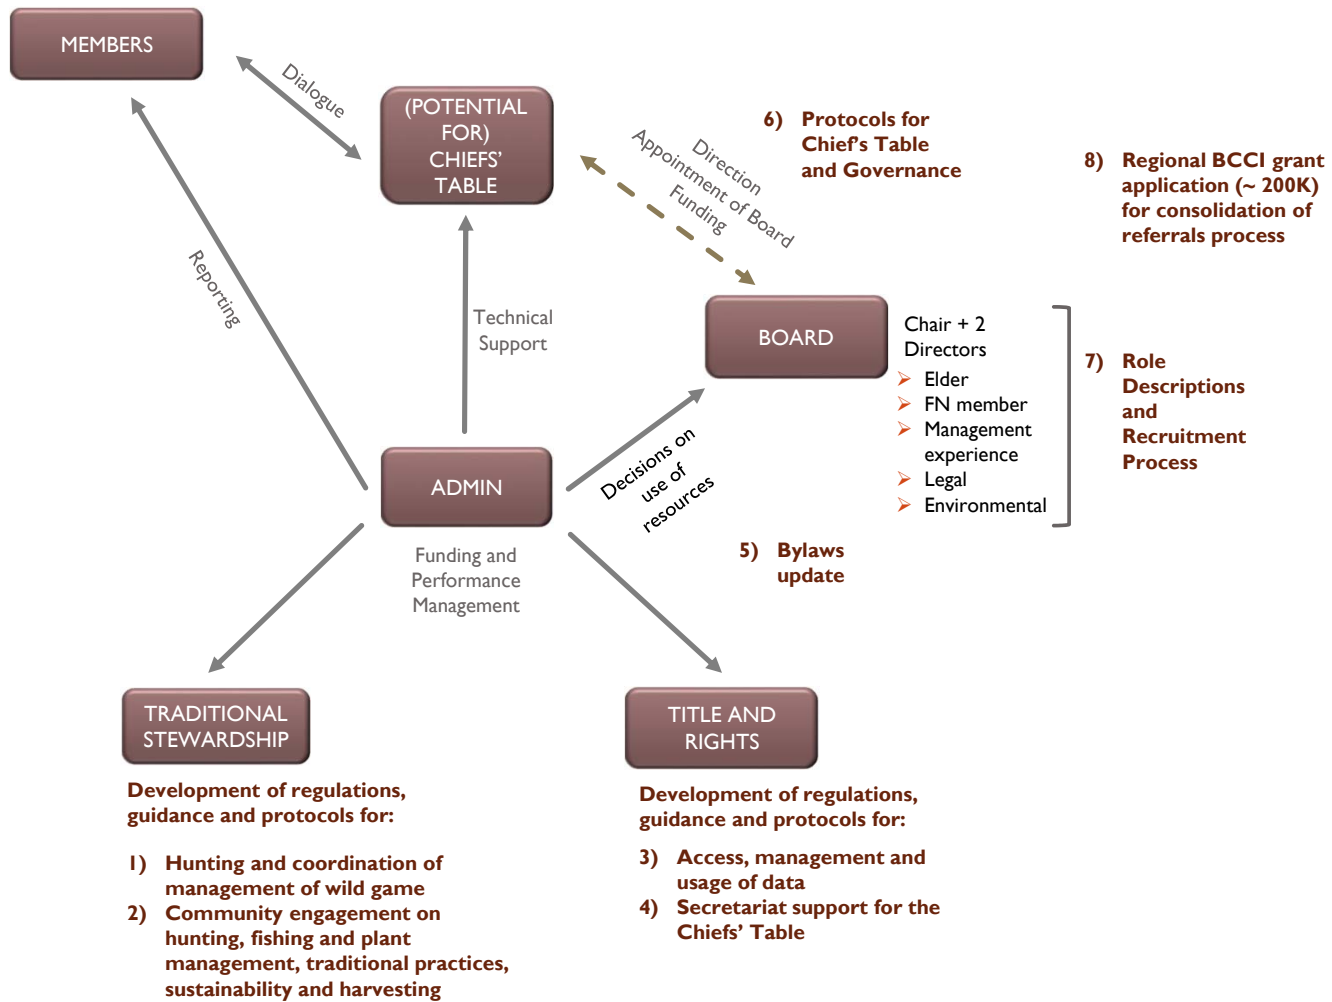 MEMBERS
Dialogue
(POTENTIAL
FOR)
CHIEFS'
TABLE
Direction
Appointment of Board
Funding
6) Protocols for
Chief's Table
and Governance
8) Regional BCCI grant
application (~ 200K)
for consolidation of
referrals process
Reporting
Technical
Support
BOARD
Chair + 2
Directors
Elder
FN member
Management
experience
Legal
Environmental
7) Role
Descriptions
and
Recruitment
Process
ADMIN
Decisions on
use of
resources
Funding and
Performance
Management
5) Bylaws
update
TRADITIONAL
STEWARDSHIP
Development of regulations,
guidance and protocols for:
1) Hunting and coordination of
management of wild game
2) Community engagement on
hunting, fishing and plant
management, traditional practices,
sustainability and harvesting
TITLE AND
RIGHTS
Development of regulations,
guidance and protocols for:
3) Access, management and
usage of data
4) Secretariat support for the
Chiefs' Table